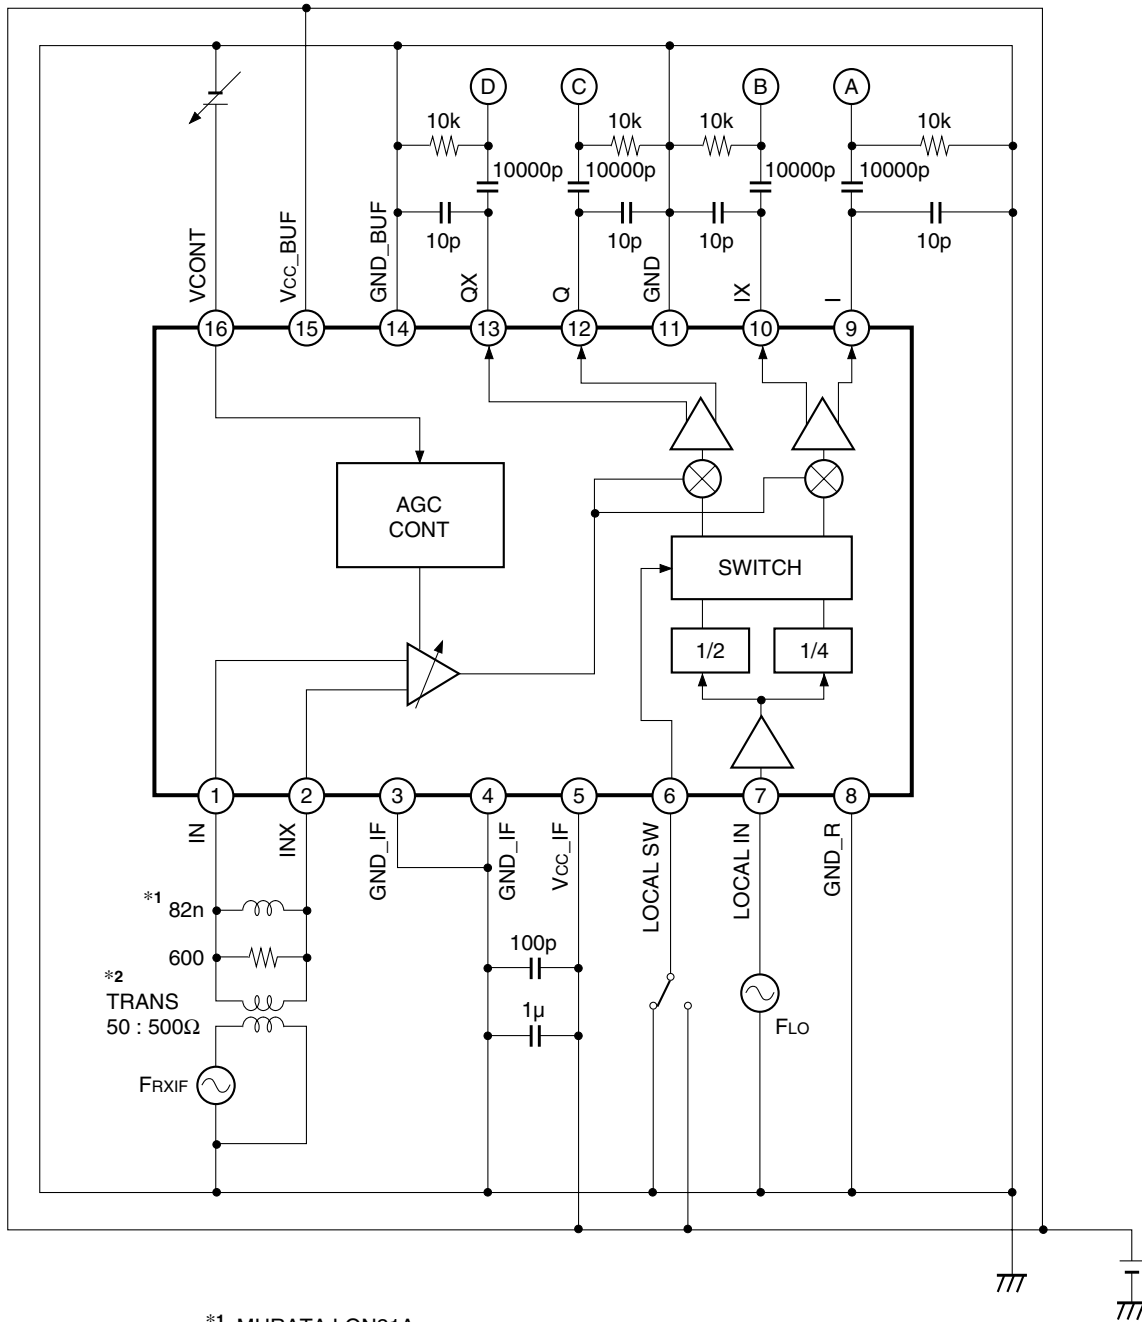 D C B A
10k 10k 10k 10k
10000p 10000p 10000p 10000p
10p 10p 10p 10p
VCONT
VCC_BUF
GND_BUF
QX
Q
GND
IX
I
16 15 14 13 12 11 10 9
AGC
CONT
SWITCH
1/2 1/4
1 2 3 4 5 6 7 8
IN
INX
GND_IF
GND_IF
VCC_IF
LOCAL SW
LOCAL IN
GND_R
*1 82n
600
*2
TRANS
50 : 500Ω
100p
1µ
FRXIF
FLO